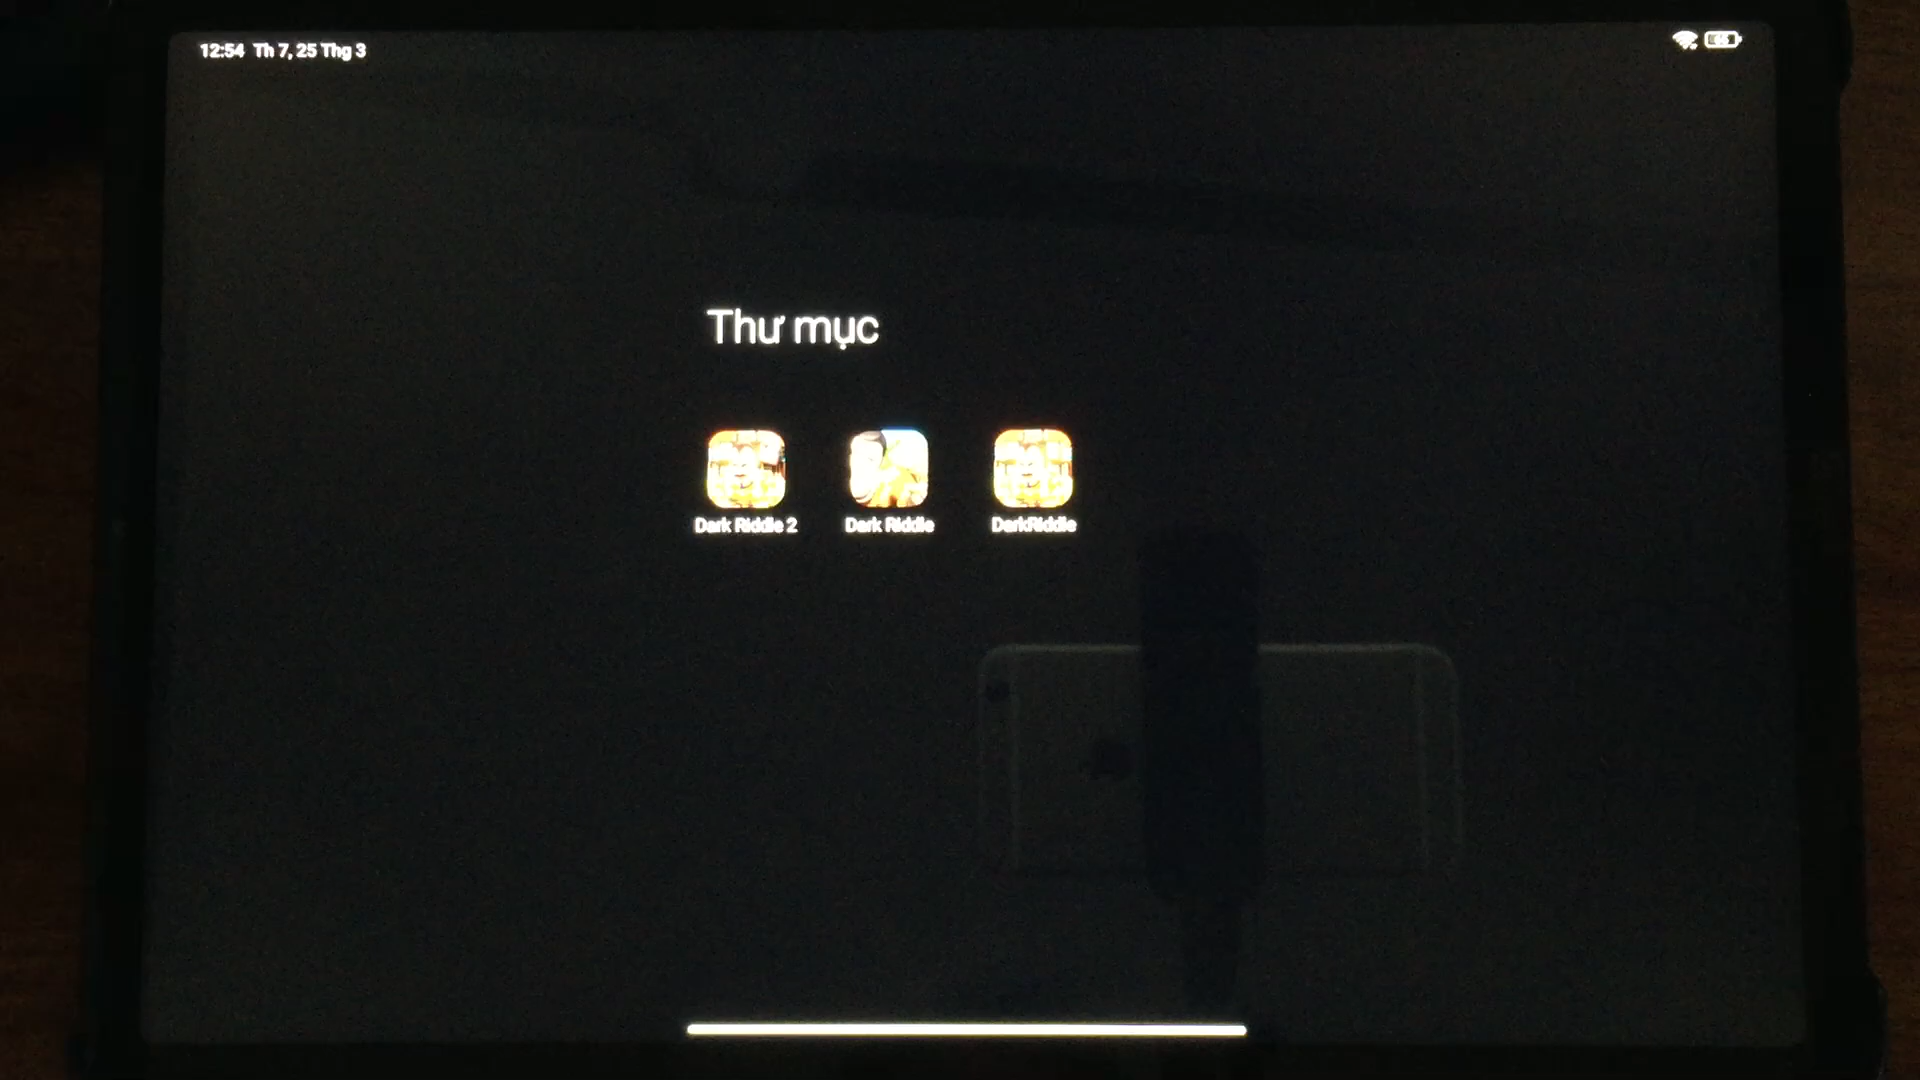 12:54 Th 7, 25 Thg 3
Thư mục
Dark Riddle 2
Dark Riddle
DarkRiddle